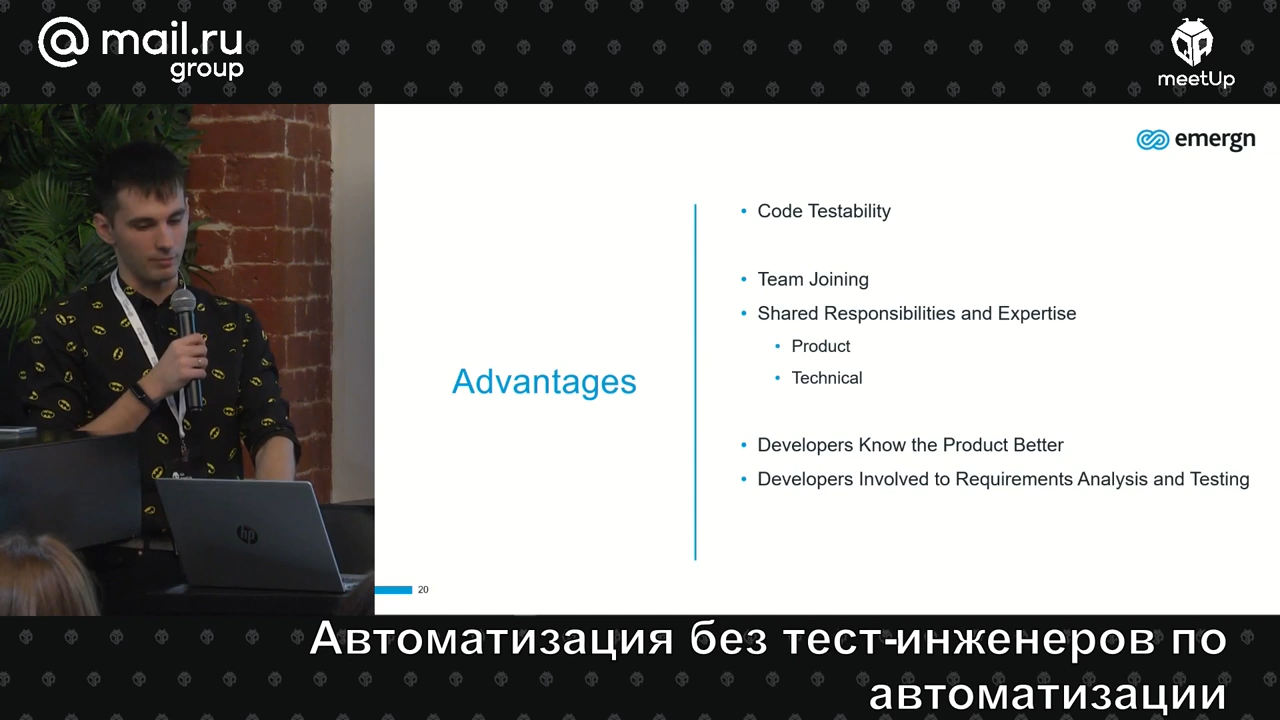 @mail.ru
group
meetUp
emergn
Advantages
• Code Testability
• Team Joining
• Shared Responsibilities and Expertise
• Product
• Technical
• Developers Know the Product Better
• Developers Involved to Requirements Analysis and Testing
hp
20
Автоматизация без тест-инженеров по
автоматизации